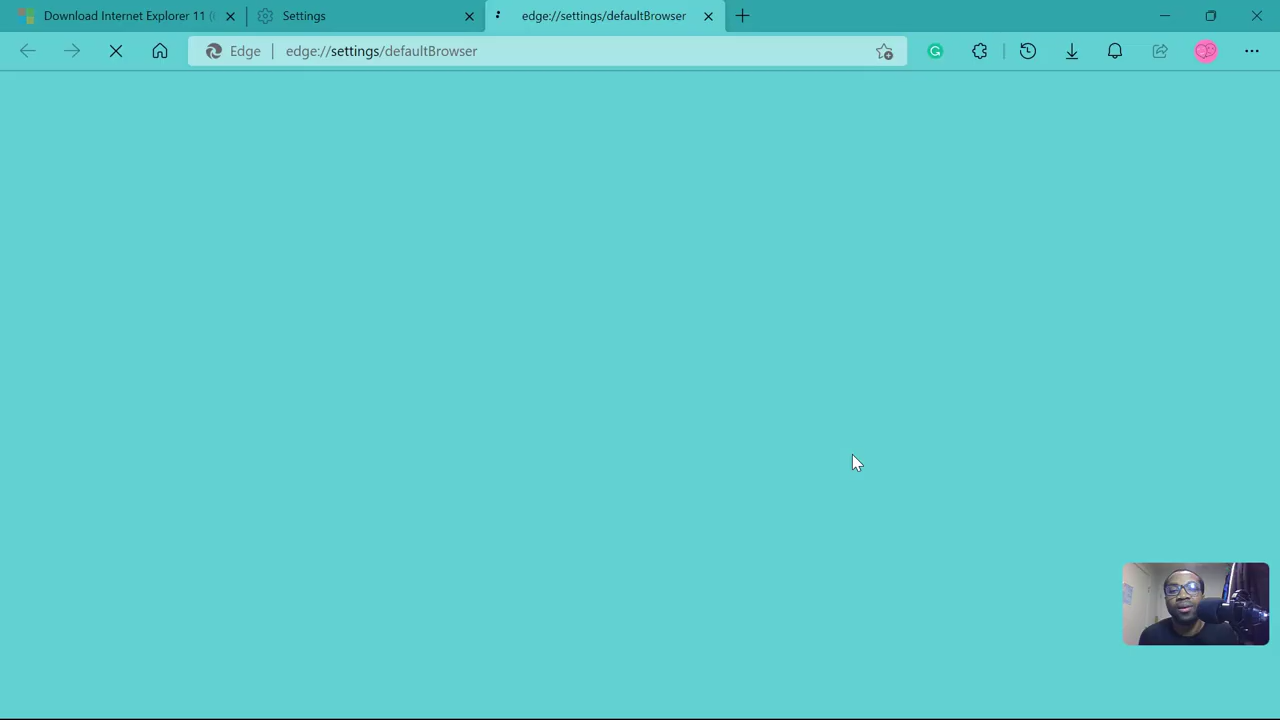 Download Internet Explorer 11 (
Settings
edge://settings/defaultBrowser
Edge | edge://settings/defaultBrowser